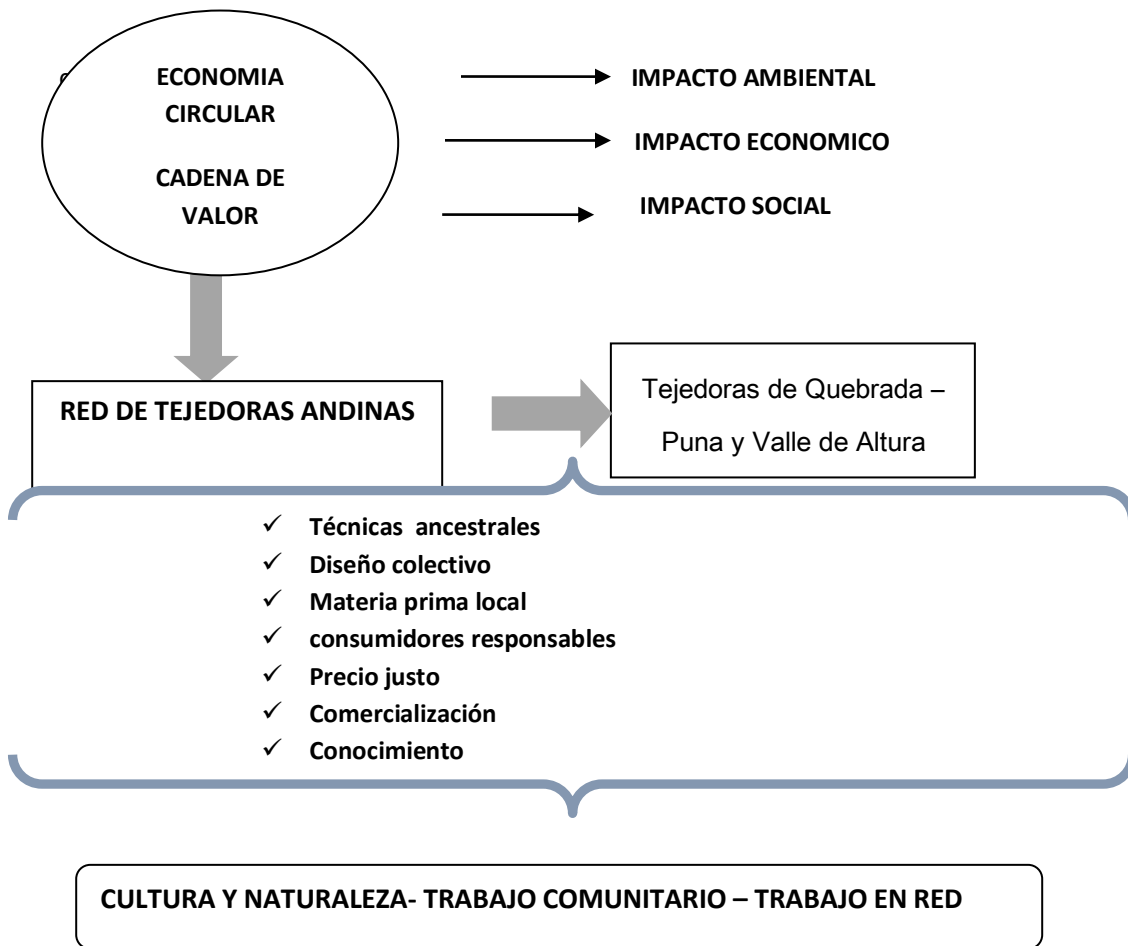 ECONOMIA
CIRCULAR
CADENA DE
VALOR
IMPACTO AMBIENTAL
IMPACTO ECONOMICO
IMPACTO SOCIAL
RED DE TEJEDORAS ANDINAS
Tejedoras de Quebrada –
Puna y Valle de Altura
✓ Técnicas ancestrales
✓ Diseño colectivo
✓ Materia prima local
✓ consumidores responsables
✓ Precio justo
✓ Comercialización
✓ Conocimiento
CULTURA Y NATURALEZA- TRABAJO COMUNITARIO – TRABAJO EN RED